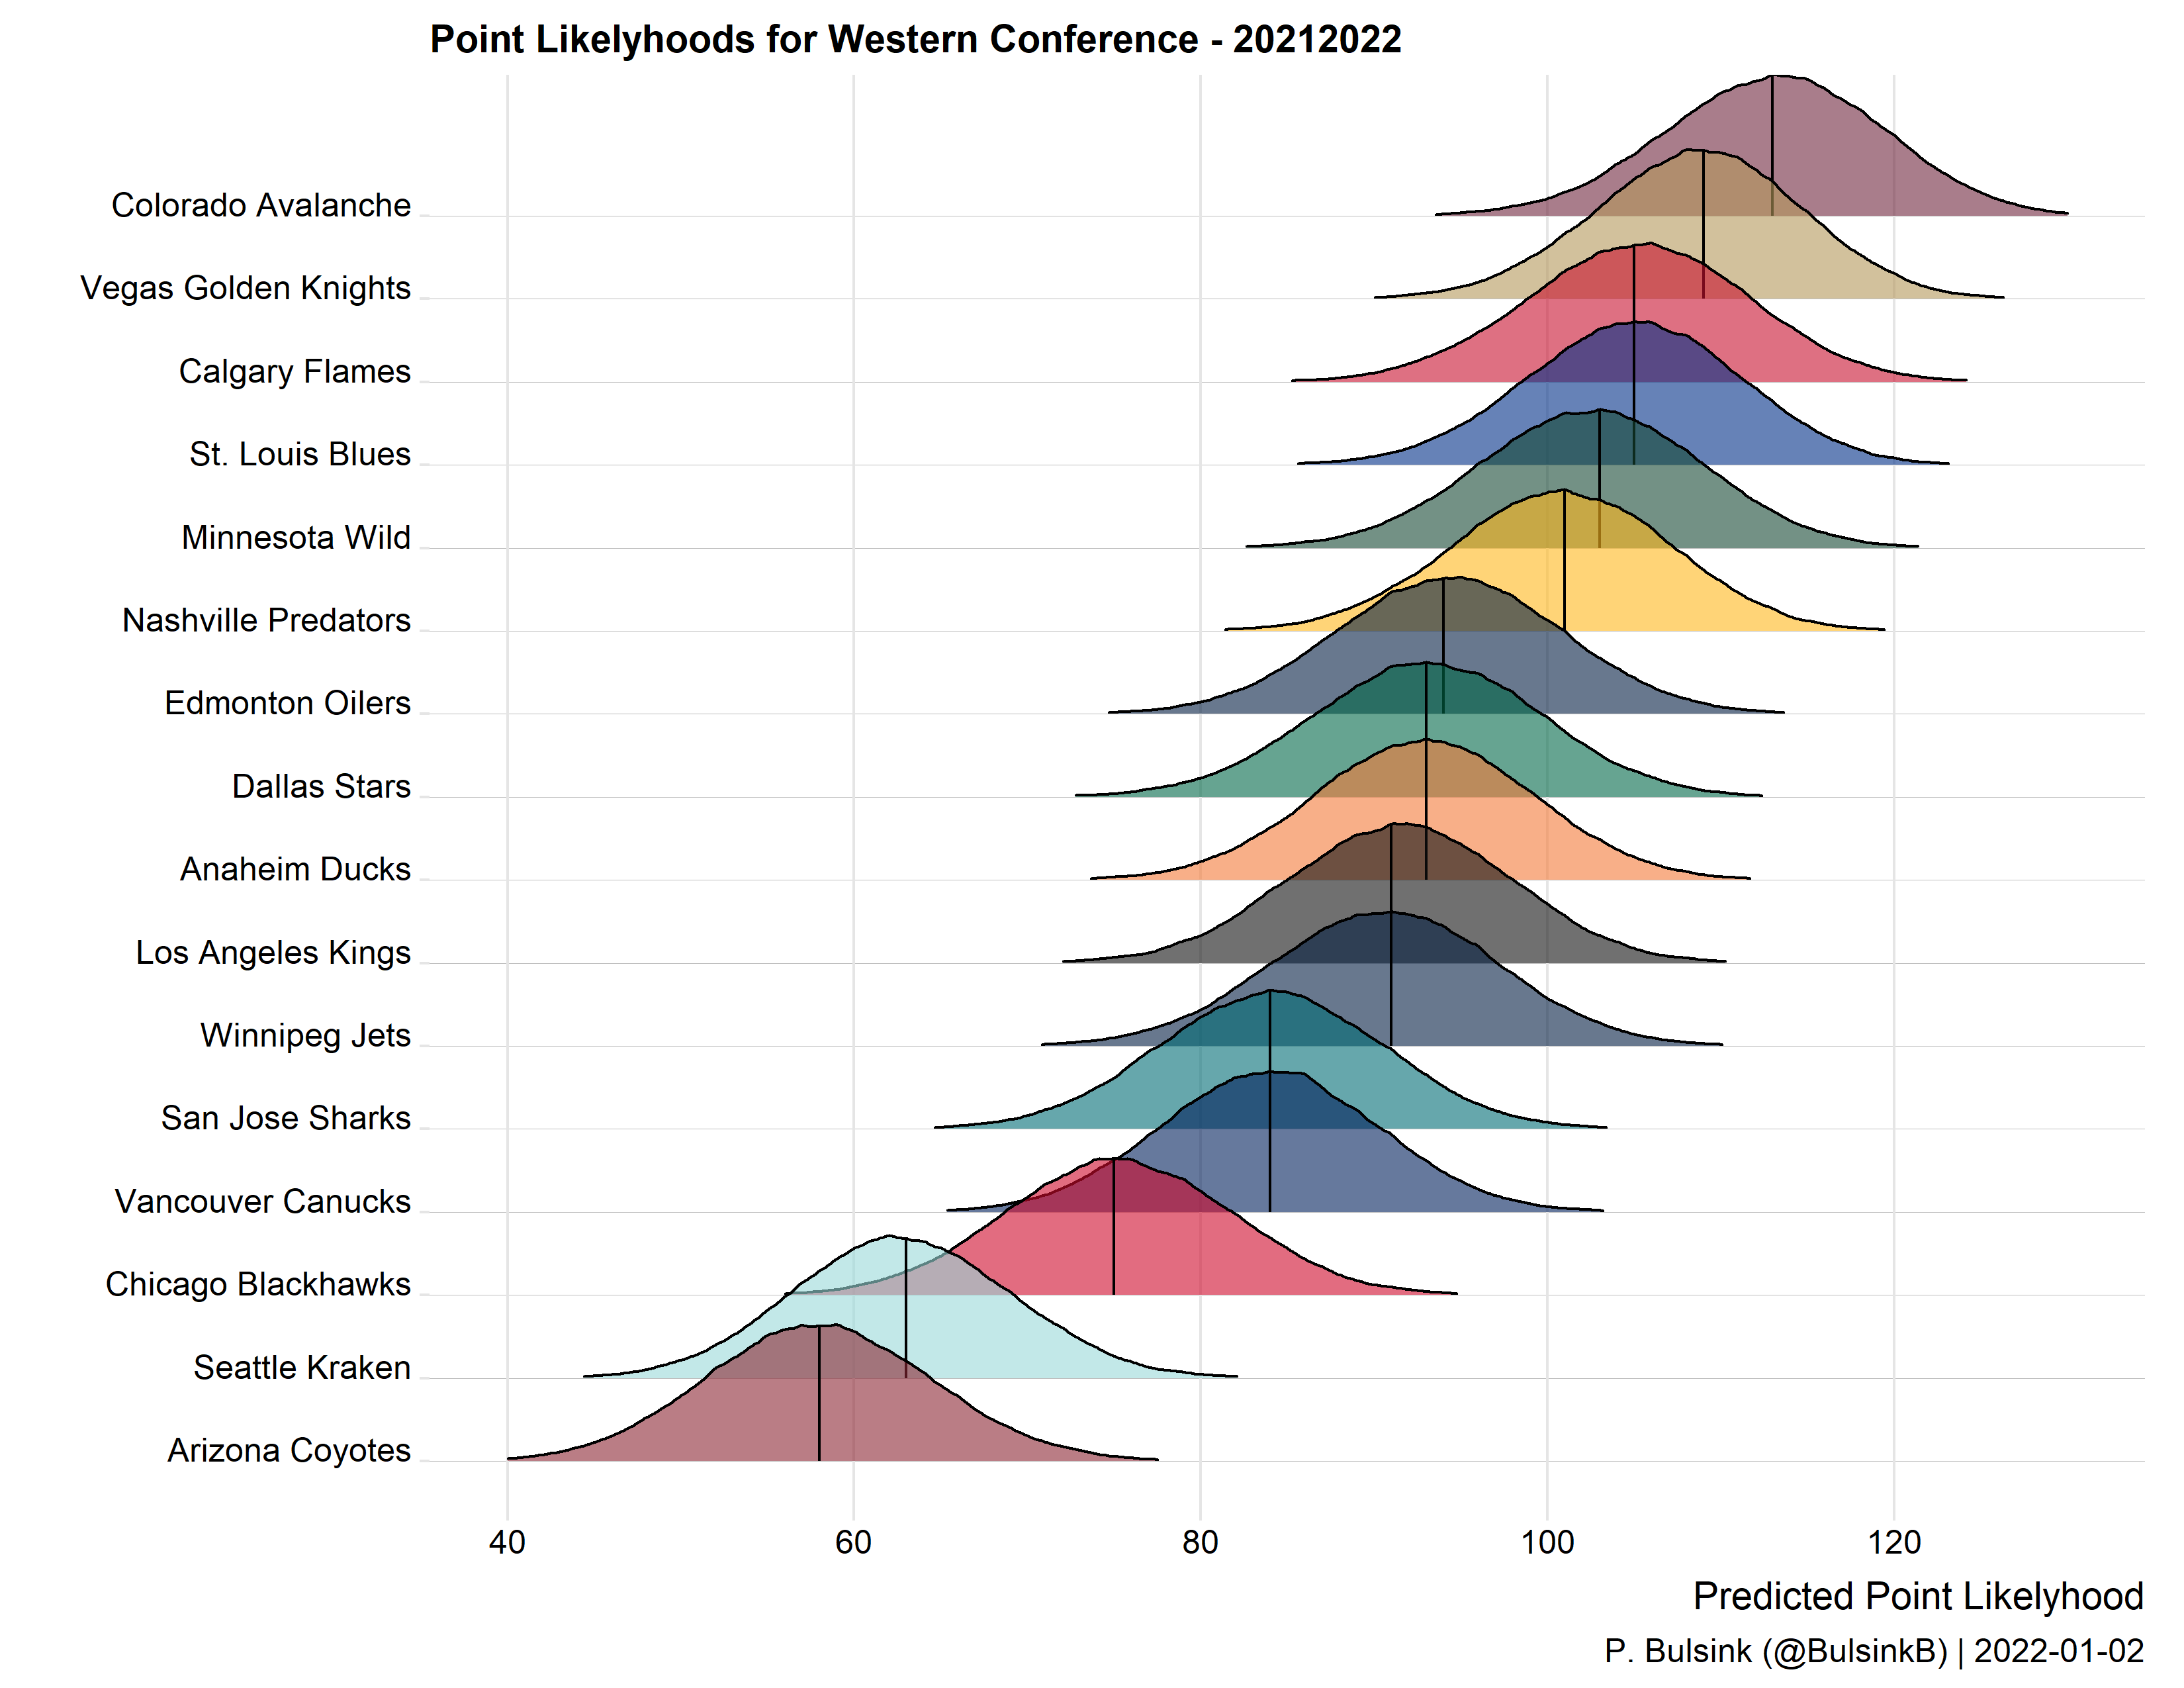 Point Likelyhoods for Western Conference - 20212022
Colorado Avalanche
Vegas Golden Knights
Calgary Flames
St. Louis Blues
Minnesota Wild
Nashville Predators
Edmonton Oilers
Dallas Stars
Anaheim Ducks
Los Angeles Kings
Winnipeg Jets
San Jose Sharks
Vancouver Canucks
Chicago Blackhawks
Seattle Kraken
Arizona Coyotes
40 60 80 100 120
Predicted Point Likelyhood
P. Bulsink (@BulsinkB) | 2022-01-02